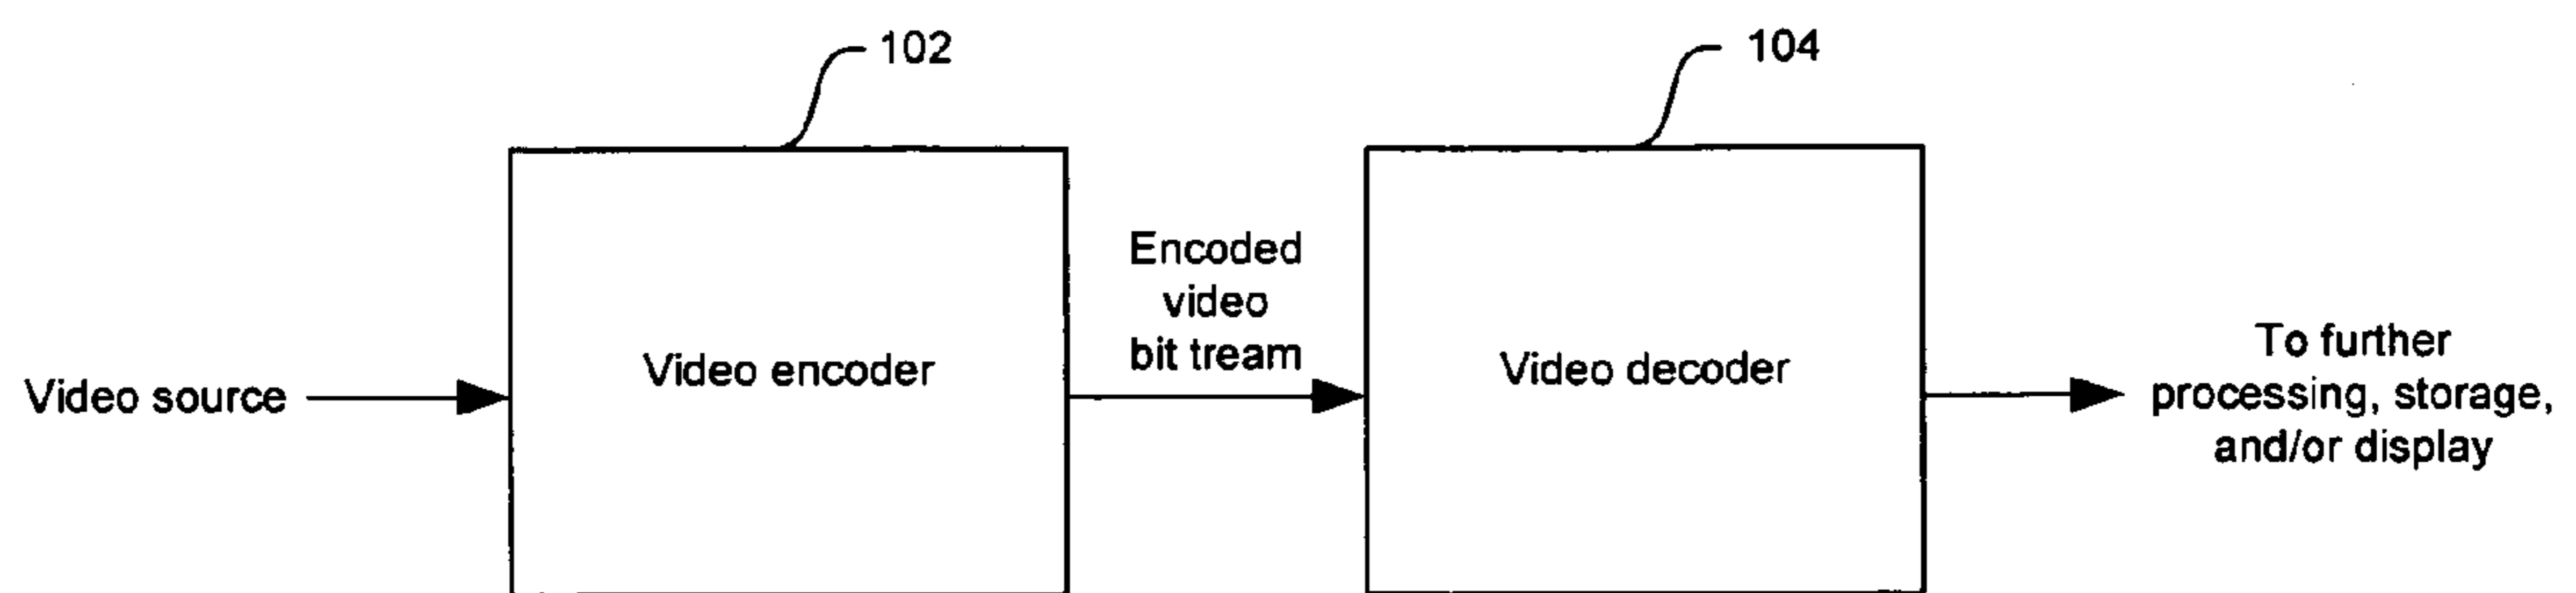 102
104
Video source
Video encoder
Encoded
video
bit tream
Video decoder
To further
processing, storage,
and/or display